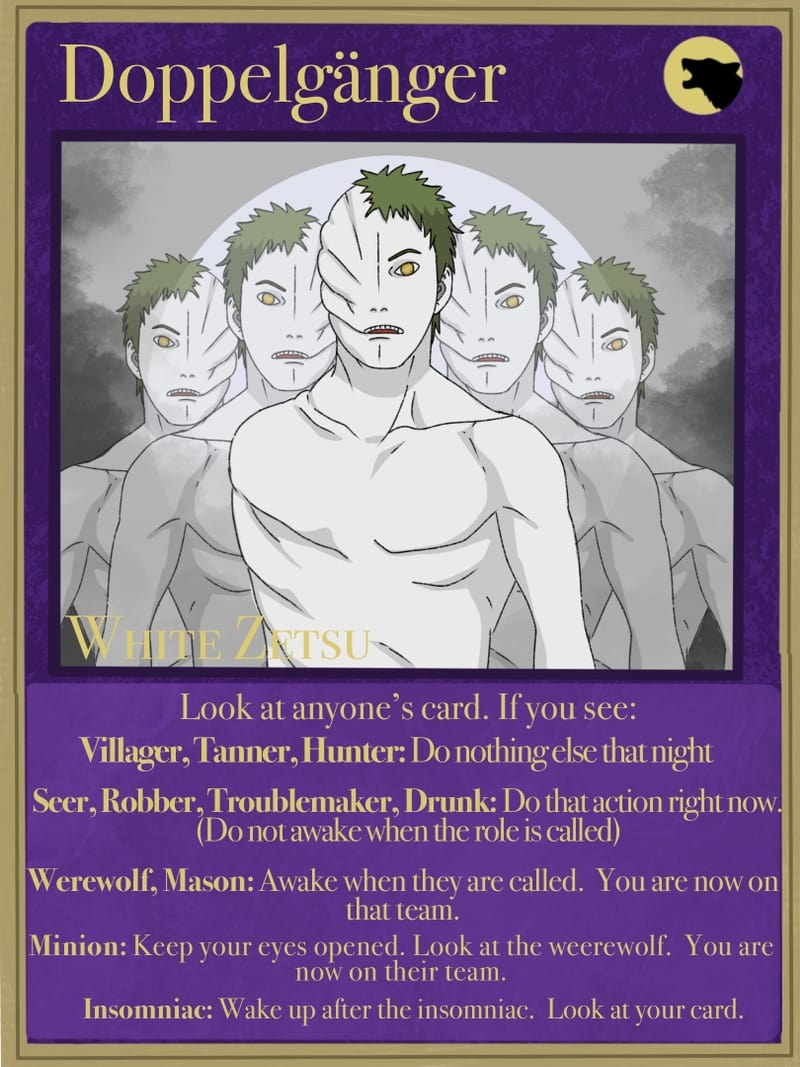 Doppelgänger
White Zetsu
Look at anyone's card. If you see:
Villager, Tanner, Hunter: Do nothing else that night
Seer, Robber, Troublemaker, Drunk: Do that action right now.
(Do not awake when the role is called)
Werewolf, Mason: Awake when they are called. You are now on
that team.
Minion: Keep your eyes opened. Look at the weerewolf. You are
now on their team.
Insomniac: Wake up after the insomniac. Look at your card.